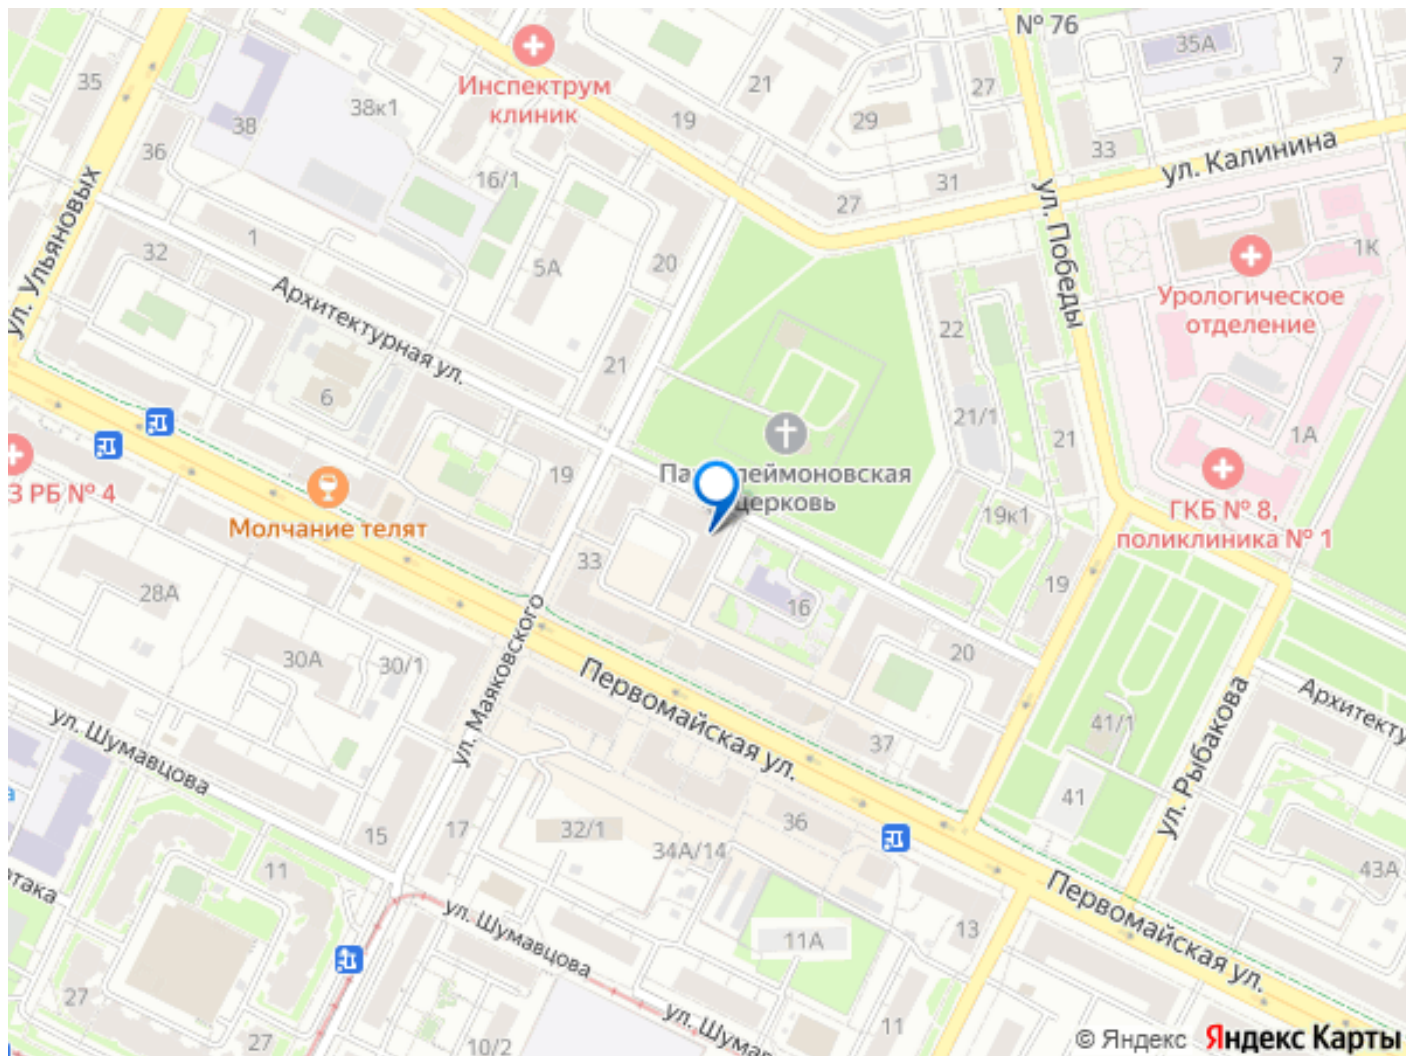 № 76
35А
7
35
38
38к1
Инспектрум
клиник
21
19
29
27
33
ул. Калинина
36
16/1
27
31
ул. Ульяновых
32
1
5А
20
ул. Победы
1К
Урологическое
отделение
Архитектурная ул.
6
21
22
21/1
21
1А
19
Молчание телят
З РБ № 4
церковь
19к1
ГКБ № 8,
поликлиника № 1
33
16
19
28А
30А
30/1
ул. Маяковского
20
Первомайская ул.
37
41/1
41
ул. Рыбакова
Архитекту
ул. Шумавцова
15
17
32/1
34А/14
36
43А
11
отака
ул. Шумавцова
11А
13
Первомайская ул.
27
27
10/2
ул. Шумав
11
© Яндекс Яндекс Карты